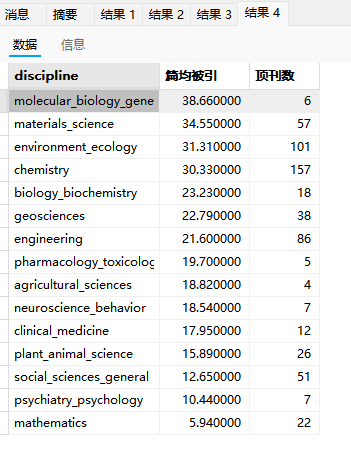 消息 摘要 结果 1 结果 2 结果 3 结果 4
数据 信息
discipline 篇均被引 顶刊数
molecular_biology_gene 38.660000 6
materials_science 34.550000 57
environment_ecology 31.310000 101
chemistry 30.330000 157
biology_biochemistry 23.230000 18
geosciences 22.790000 38
engineering 21.600000 86
pharmacology_toxicolog 19.700000 5
agricultural_sciences 18.820000 4
neuroscience_behavior 18.540000 7
clinical_medicine 17.950000 12
plant_animal_science 15.890000 26
social_sciences_general 12.650000 51
psychiatry_psychology 10.440000 7
mathematics 5.940000 22